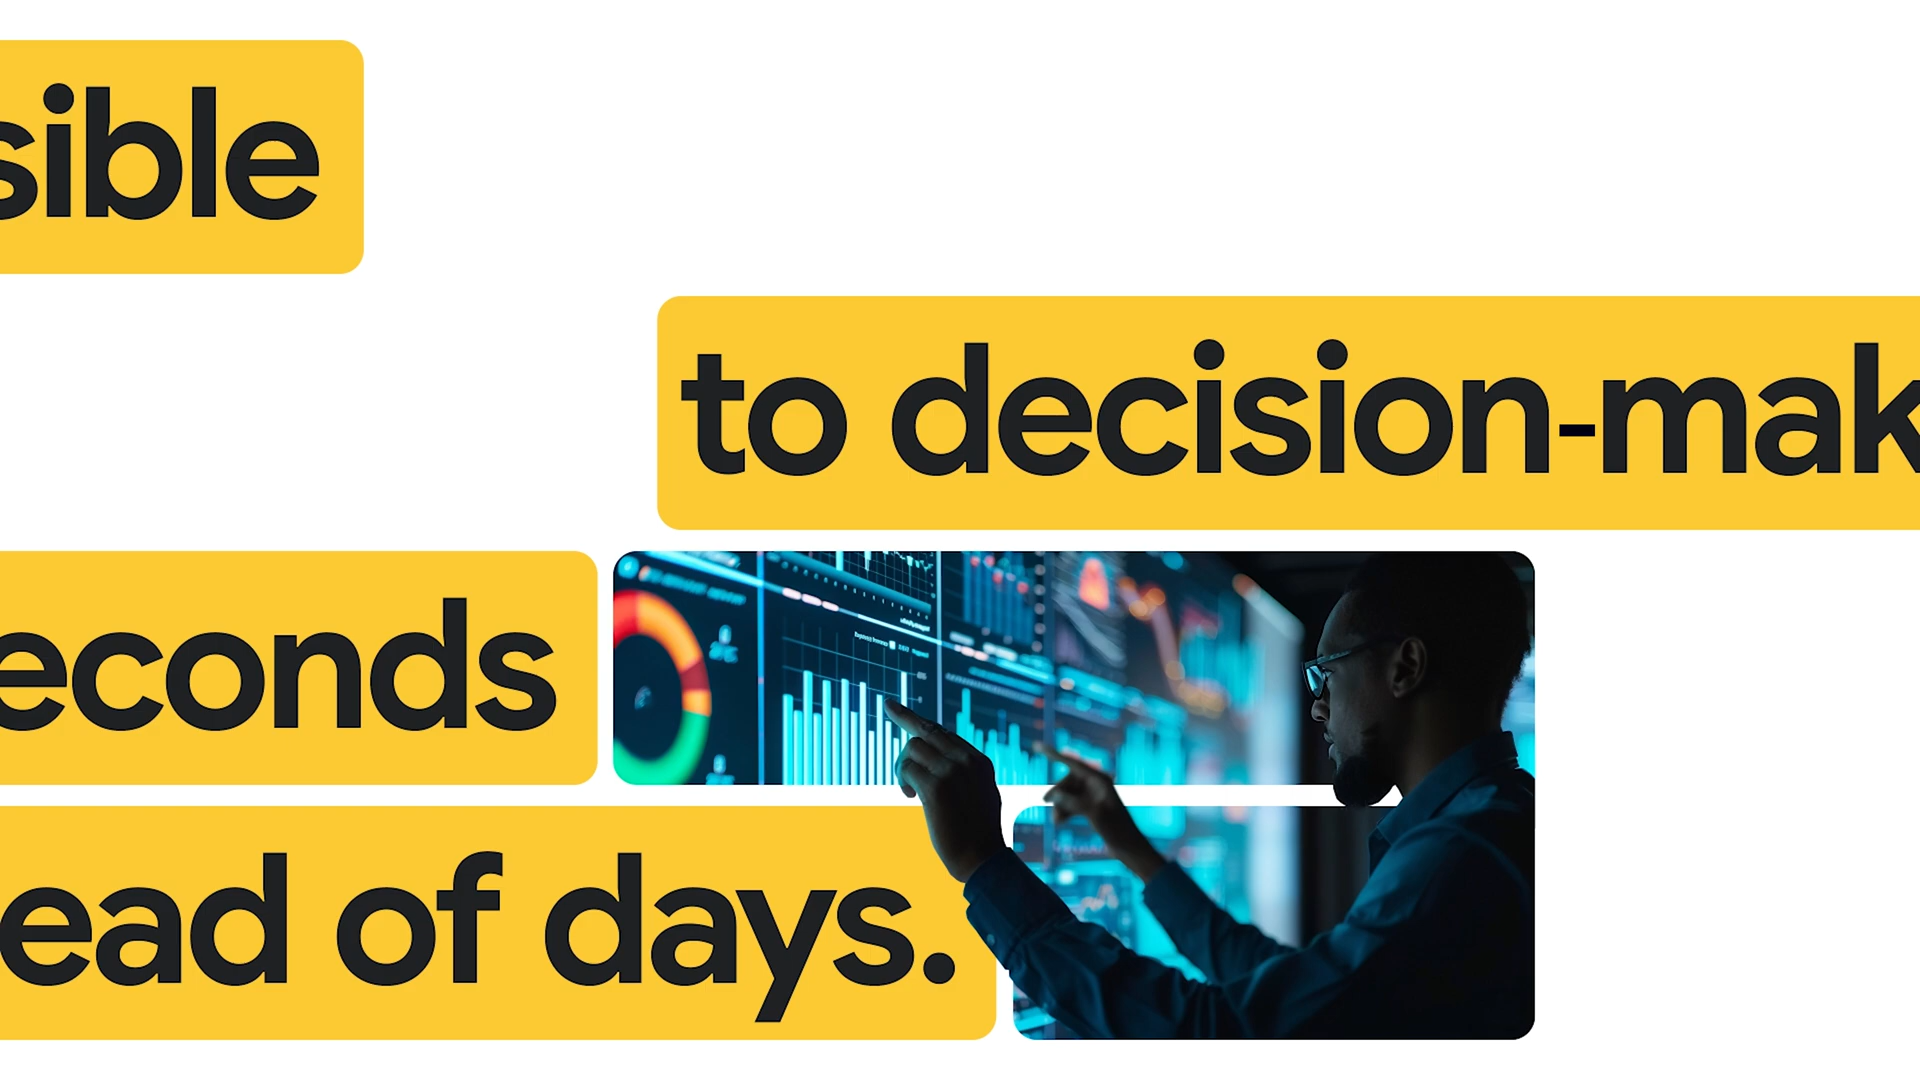 sible
to decision-mak
econds
ead of days.